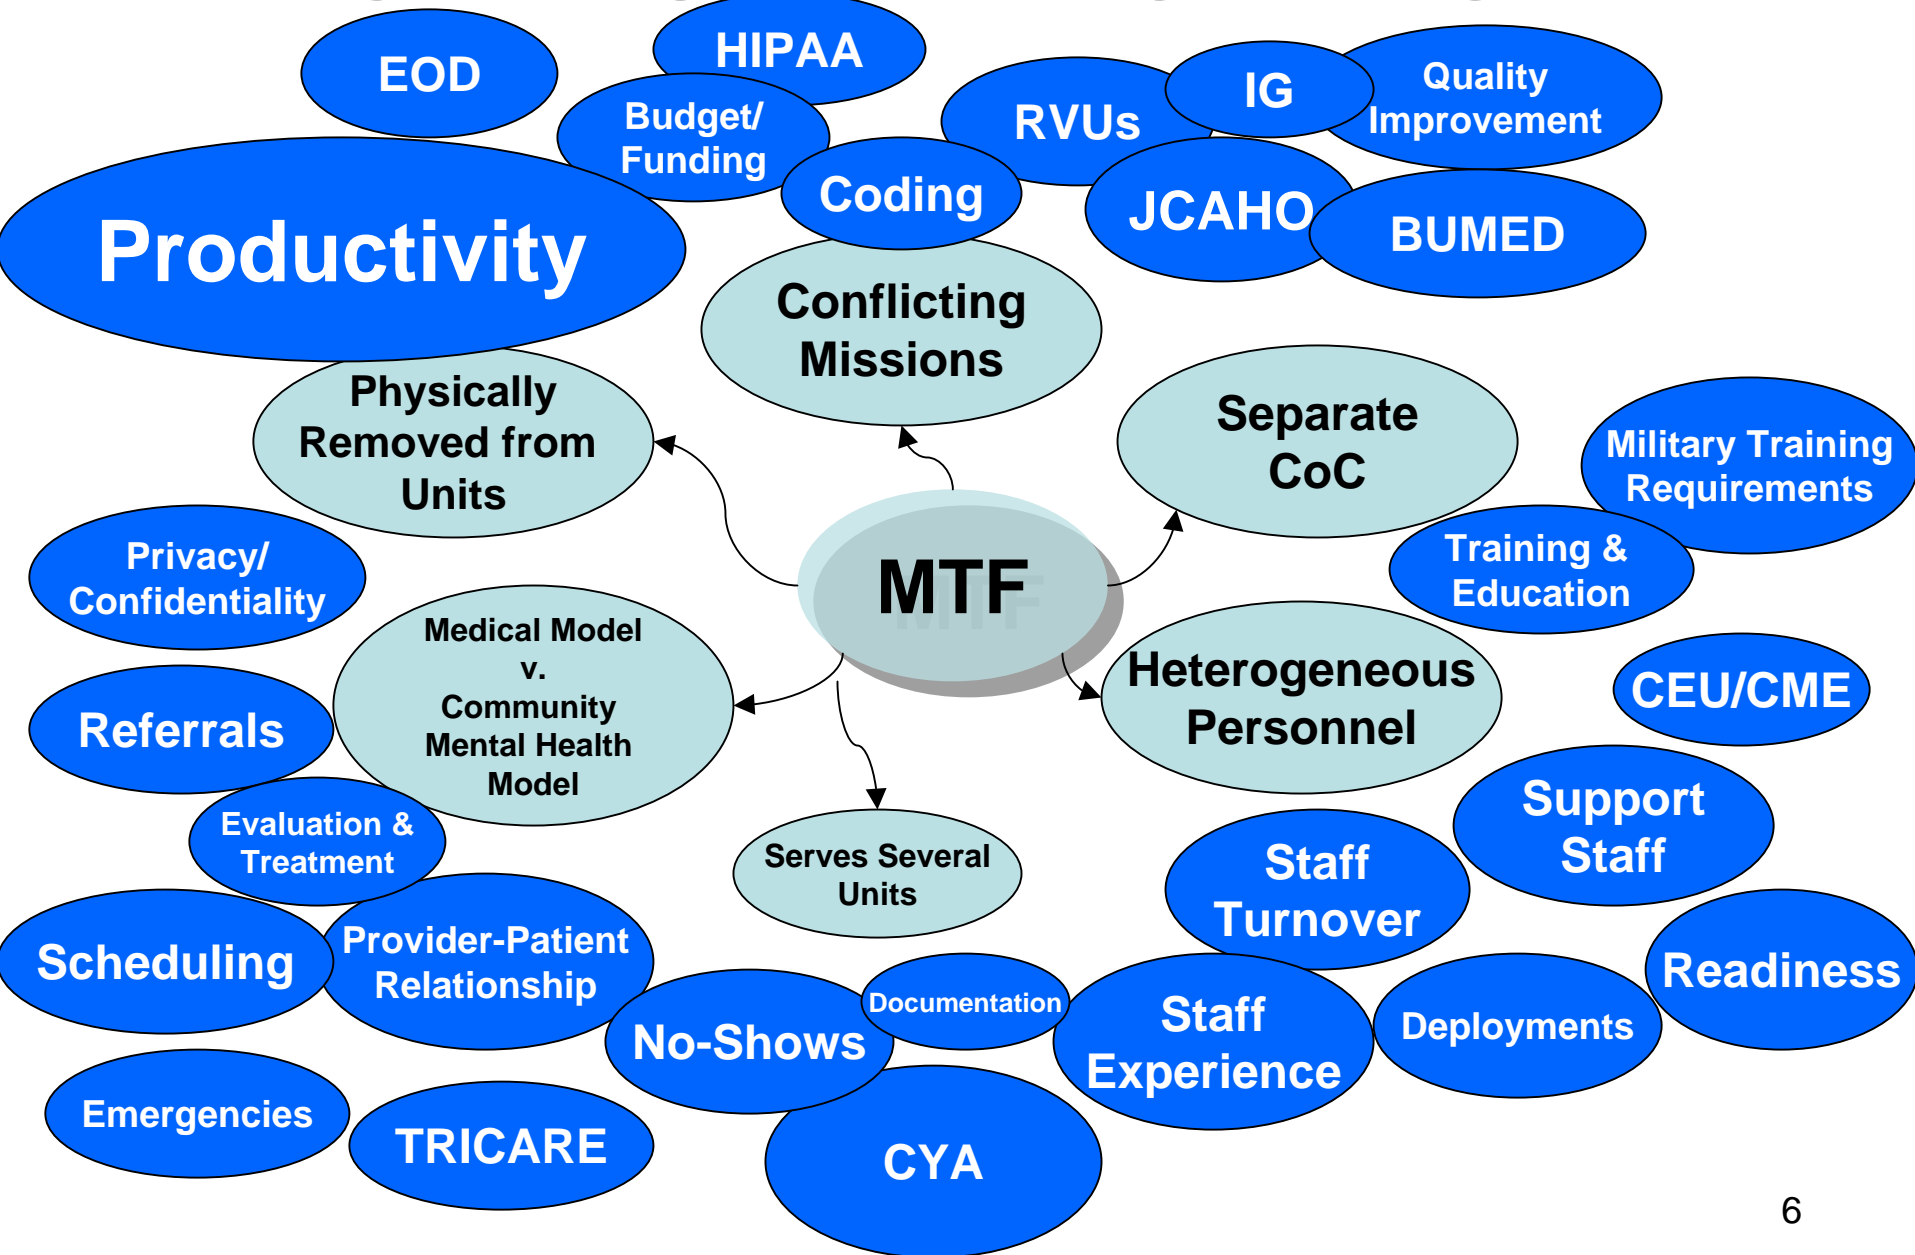 EOD
HIPAA
Budget/
Funding
RVUs
IG
Quality
Improvement
Productivity
Coding
JCAHO
BUMED
Conflicting
Missions
Physically
Removed from
Units
Separate
CoC
Military Training
Requirements
Privacy/
Confidentiality
MTF
Training &
Education
Medical Model
v.
Community
Mental Health
Model
Heterogeneous
Personnel
CEU/CME
Referrals
Evaluation &
Treatment
Serves Several
Units
Staff
Turnover
Support
Staff
Scheduling
Provider-Patient
Relationship
No-Shows
Documentation
Staff
Experience
Deployments
Readiness
Emergencies
TRICARE
CYA
6